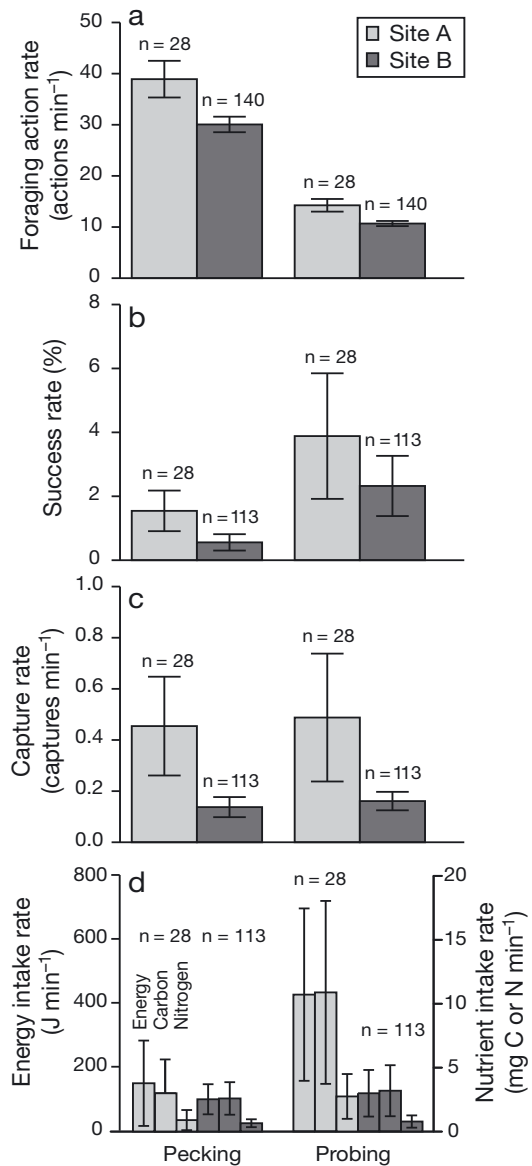 a
Site A
Site B
Foraging action rate
(actions min⁻¹)
50
40
30
20
10
0
n = 28
n = 140
n = 28
n = 140
b
Success rate (%)
8
6
4
2
0
n = 28
n = 113
n = 28
n = 113
c
Capture rate
(captures min⁻¹)
1.0
0.8
0.6
0.4
0.2
0.0
n = 28
n = 113
n = 28
n = 113
d
Energy intake rate
(J min⁻¹)
800
600
400
200
0
n = 28
n = 113
n = 28
n = 113
Energy
Carbon
Nitrogen
20
15
10
5
0
Nutrient intake rate
(mg C or N min⁻¹)
Pecking
Probing